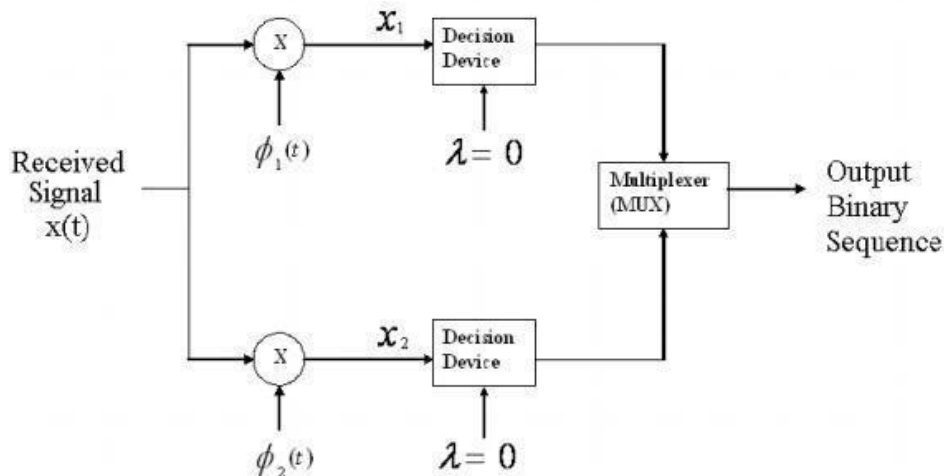 X
x₁
Decision
Device
ϕ₁(t)
λ = 0
Received
Signal
x(t)
Multiplexer
(MUX)
Output
Binary
Sequence
X
x₂
Decision
Device
ϕ₂(t)
λ = 0